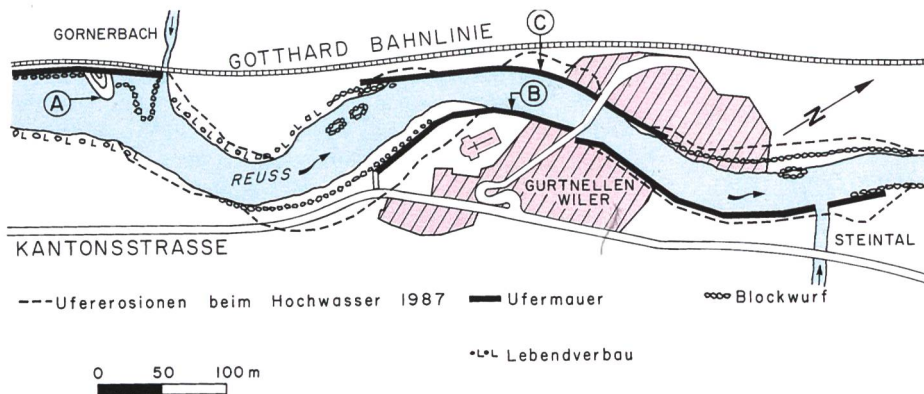 GORNERBACH
GOTTHARD BAHNLINIE
C
A
B
N
REUSS
GURTNELLEN
WILER
KANTONSSTRASSE
STEINTAL
Ufererosionen beim Hochwasser 1987
Ufermauer
Blockwurf
L L Lebendverbau
0 50 100 m